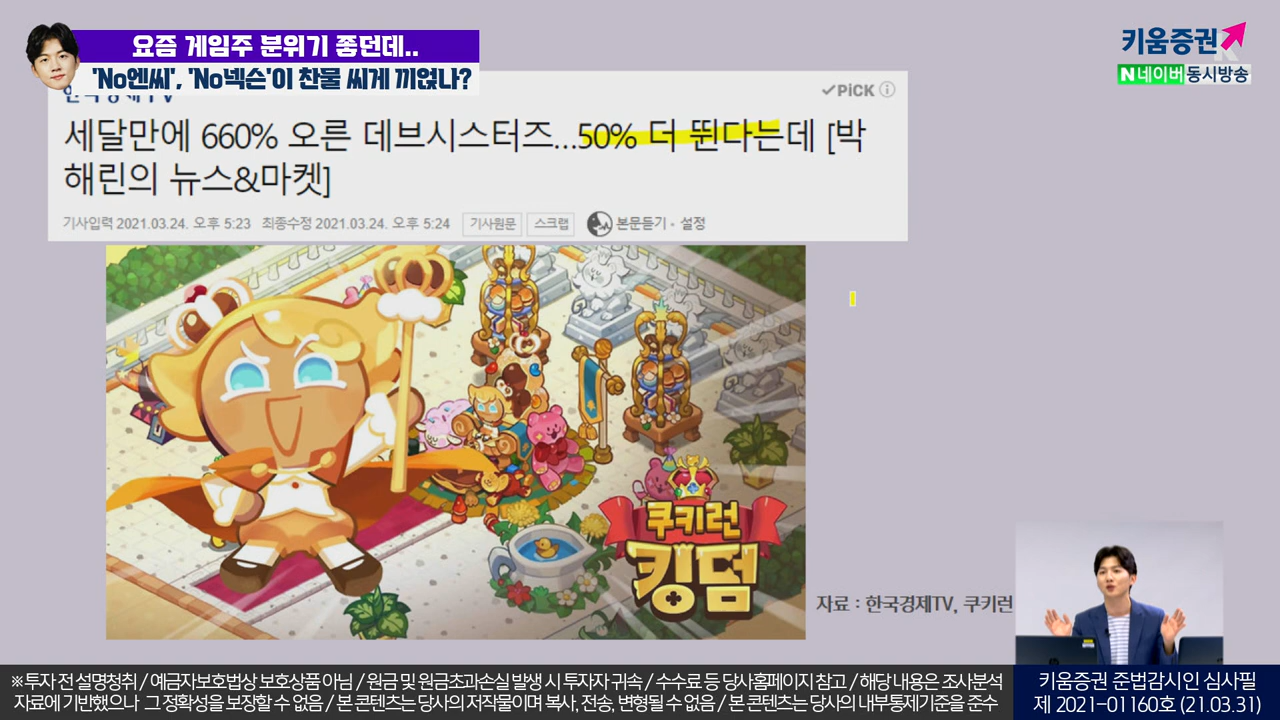 요즘 게임주 분위기 좋던데..
'No엔씨', 'No넥슨'이 찬물 씨게 끼얹나?
키움증권
N 네이버 동시방송
한국경제TV
✓PiCK
세달만에 660% 오른 데브시스터즈...50% 더 뛴다는데 [박
해린의 뉴스&마켓]
기사입력 2021.03.24. 오후 5:23 최종수정 2021.03.24. 오후 5:24 기사원문 스크랩 본문듣기 · 설정
쿠키런
킹덤
자료 : 한국경제TV, 쿠키런
※투자 전 설명청취 / 예금자보호법상 보호상품 아님 / 원금 및 원금초과손실 발생 시 투자자 귀속 / 수수료 등 당사홈페이지 참고 / 해당 내용은 조사분석
자료에 기반했으나 그 정확성을 보장할 수 없음 / 본 콘텐츠는 당사의 저작물이며 복사, 전송, 변형될 수 없음 / 본 콘텐츠는 당사의 내부통제기준을 준수
키움증권 준법감시인 심사필
제 2021-01160호 (21.03.31)